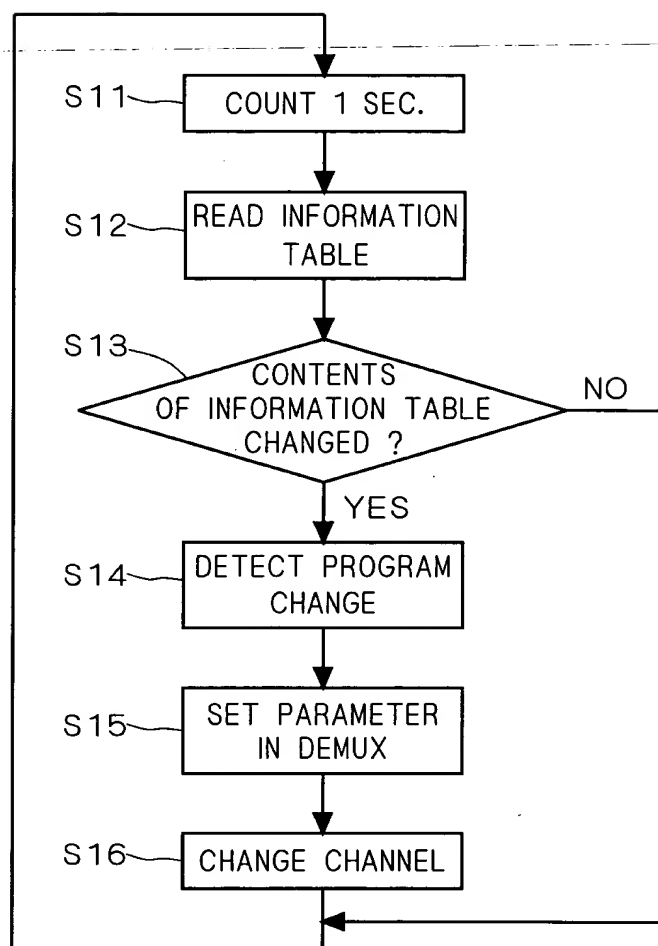 S11
COUNT 1 SEC.
S12
READ INFORMATION
TABLE
S13
CONTENTS
OF INFORMATION TABLE
CHANGED ?
NO
YES
S14
DETECT PROGRAM
CHANGE
S15
SET PARAMETER
IN DEMUX
S16
CHANGE CHANNEL